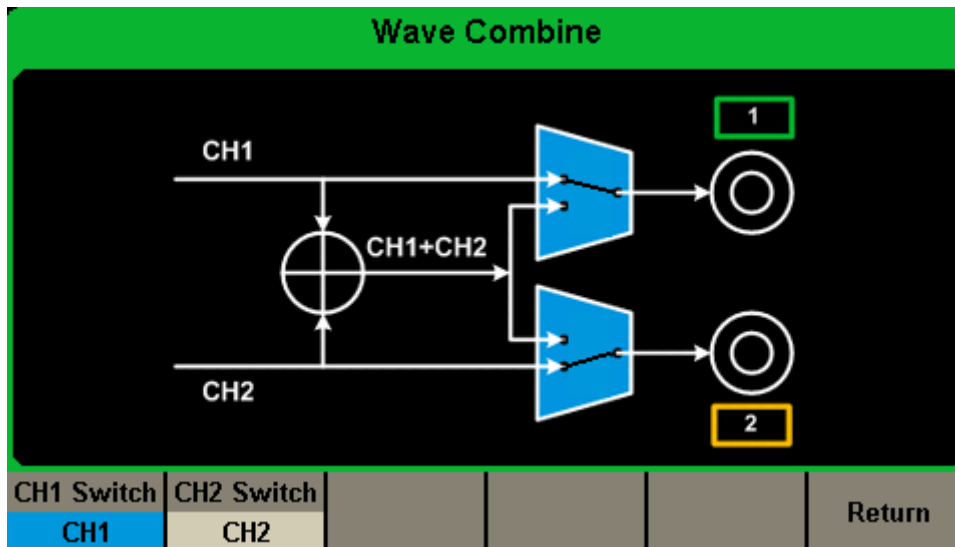 Wave Combine
1
CH1
CH1+CH2
CH2
2
CH1 Switch
CH2 Switch
Return
CH1
CH2